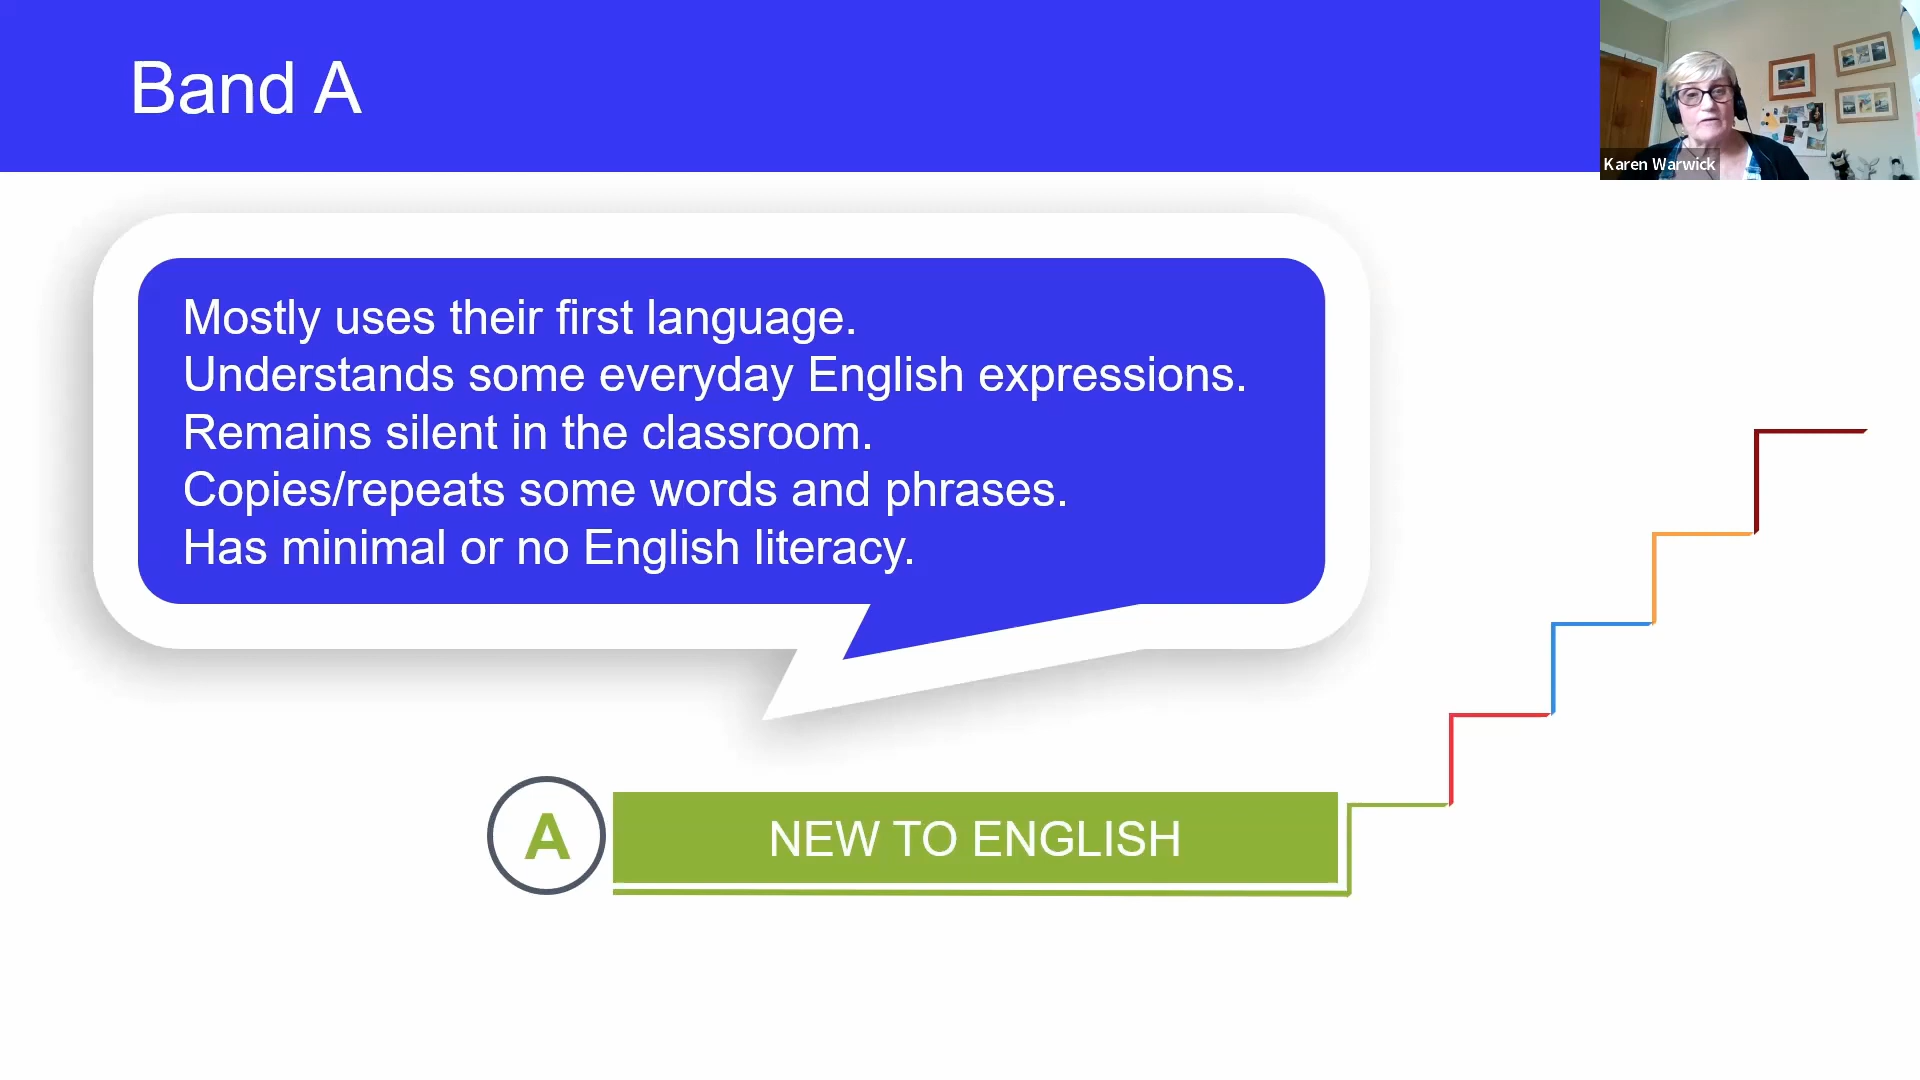 Band A
Karen Warwick
Mostly uses their first language.
Understands some everyday English expressions.
Remains silent in the classroom.
Copies/repeats some words and phrases.
Has minimal or no English literacy.
A
NEW TO ENGLISH